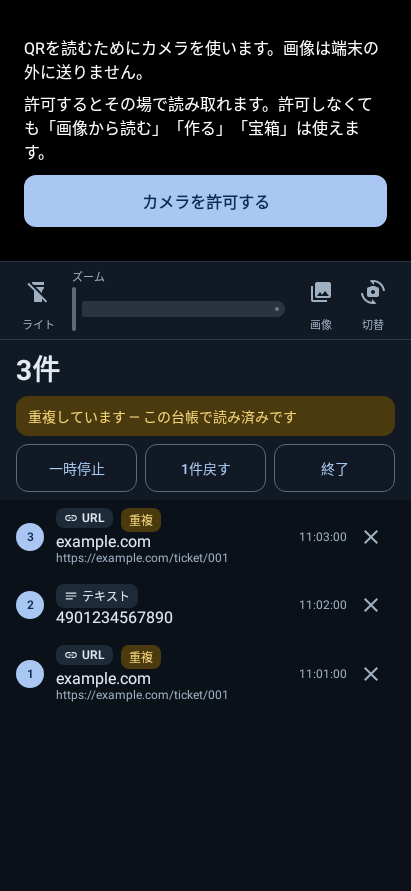 QRを読むためにカメラを使います。画像は端末の
外に送りません。
許可するとその場で読み取れます。許可しなくて
も「画像から読む」「作る」「宝箱」は使えま
す。
カメラを許可する
ズーム
ライト
画像
切替
3件
重複しています — この台帳で読み済みです
一時停止
1件戻す
終了
3
URL
重複
example.com
https://example.com/ticket/001
11:03:00
2
テキスト
4901234567890
11:02:00
1
URL
重複
example.com
https://example.com/ticket/001
11:01:00